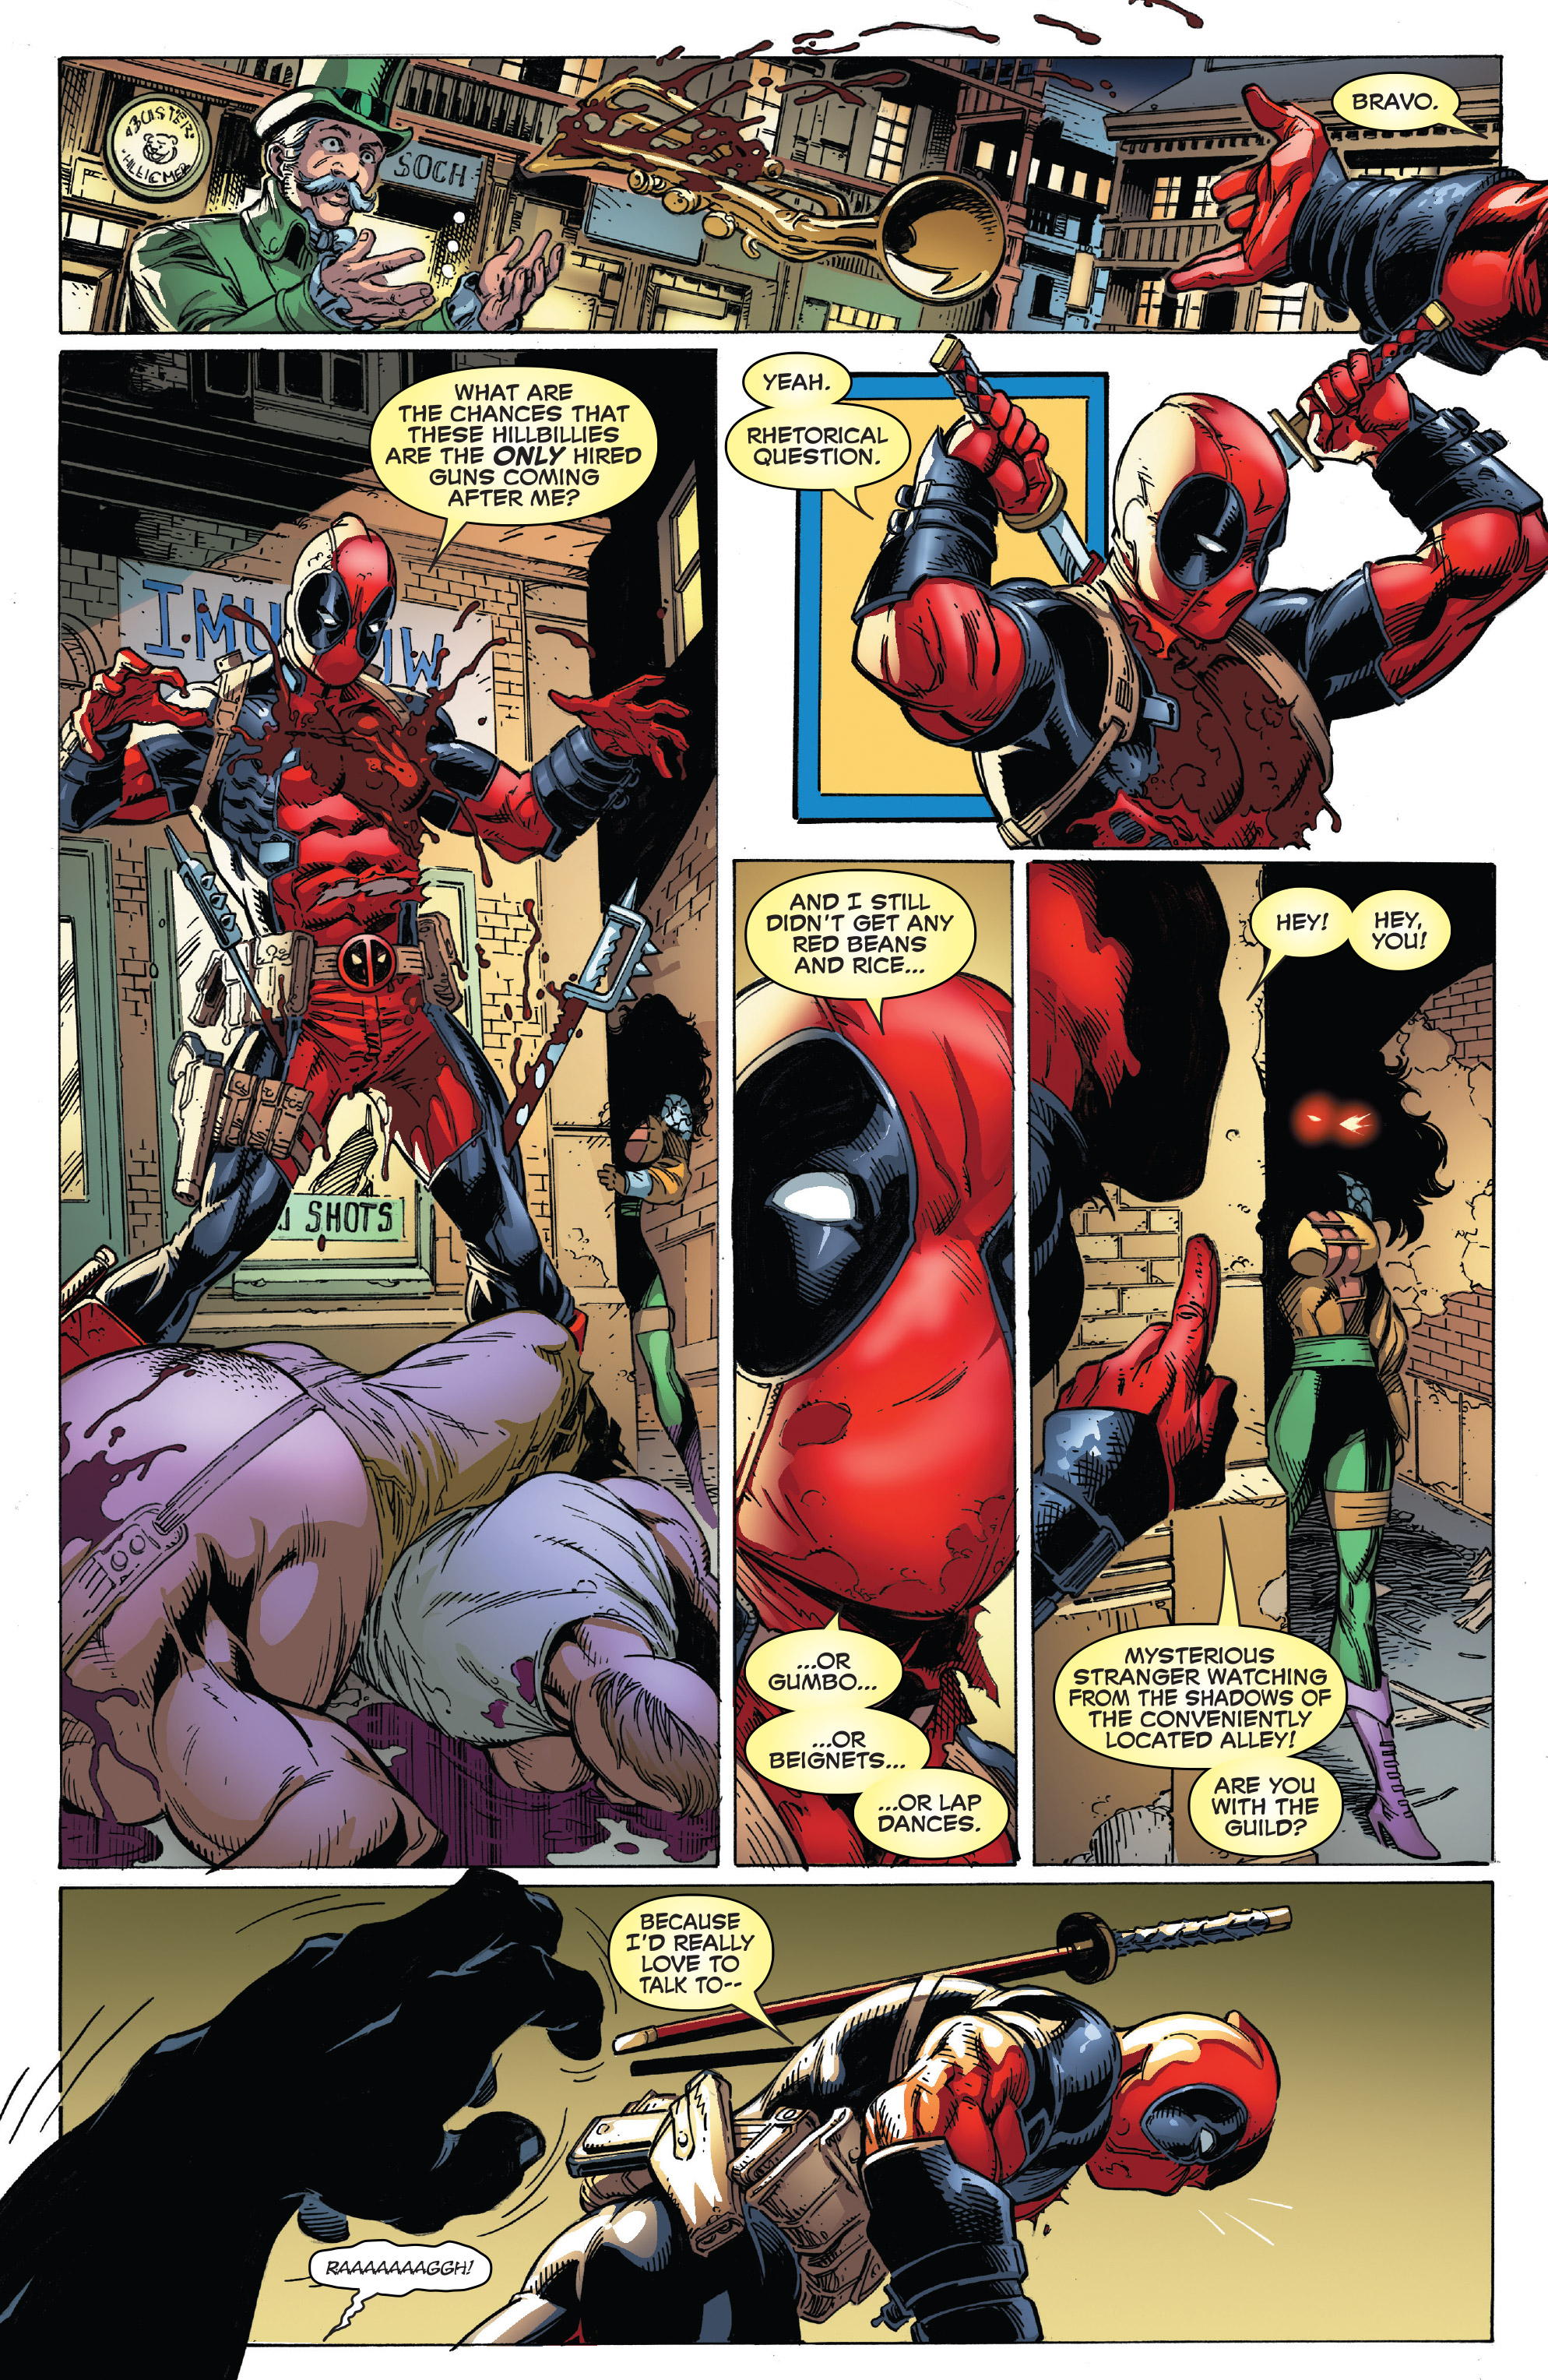 BRAVO.
BUSTER
SOCH
WHAT ARE
THE CHANCES THAT
THESE HILLBILLIES
ARE THE ONLY HIRED
GUNS COMING
AFTER ME?
YEAH.
RHETORICAL
QUESTION.
SHOTS
AND I STILL
DIDN'T GET ANY
RED BEANS
AND RICE...
...OR
GUMBO...
...OR
BEIGNETS...
...OR LAP
DANCES.
HEY!
HEY,
YOU!
MYSTERIOUS
STRANGER WATCHING
FROM THE SHADOWS OF
THE CONVENIENTLY
LOCATED ALLEY!
ARE YOU
WITH THE
GUILD?
BECAUSE
I'D REALLY
LOVE TO
TALK TO--
RAAAAAAAGGH!